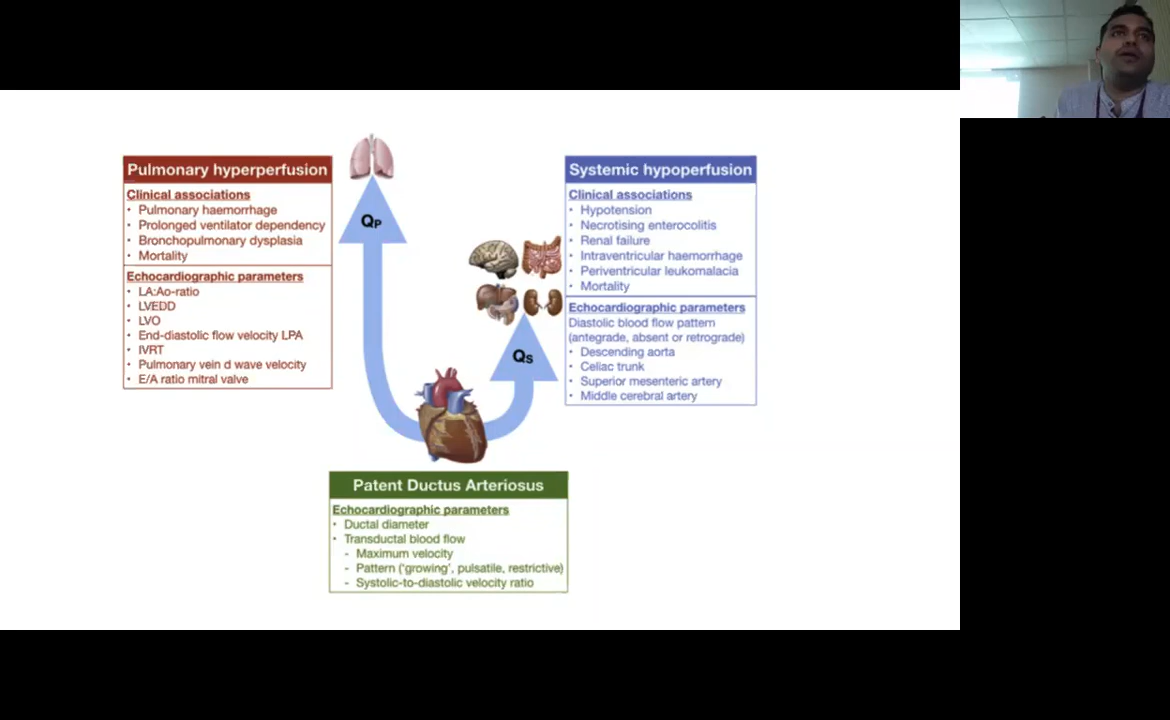 Pulmonary hyperperfusion
Clinical associations
• Pulmonary haemorrhage
• Prolonged ventilator dependency
• Bronchopulmonary dysplasia
• Mortality
Echocardiographic parameters
• LA:Ao-ratio
• LVEDD
• LVO
• End-diastolic flow velocity LPA
• IVRT
• Pulmonary vein d wave velocity
• E/A ratio mitral valve
QP
Systemic hypoperfusion
Clinical associations
• Hypotension
• Necrotising enterocolitis
• Renal failure
• Intraventricular haemorrhage
• Periventricular leukomalacia
• Mortality
Echocardiographic parameters
Diastolic blood flow pattern
(antegrade, absent or retrograde)
• Descending aorta
• Celiac trunk
• Superior mesenteric artery
• Middle cerebral artery
QS
Patent Ductus Arteriosus
Echocardiographic parameters
• Ductal diameter
• Transductal blood flow
- Maximum velocity
- Pattern ('growing', pulsatile, restrictive)
- Systolic-to-diastolic velocity ratio